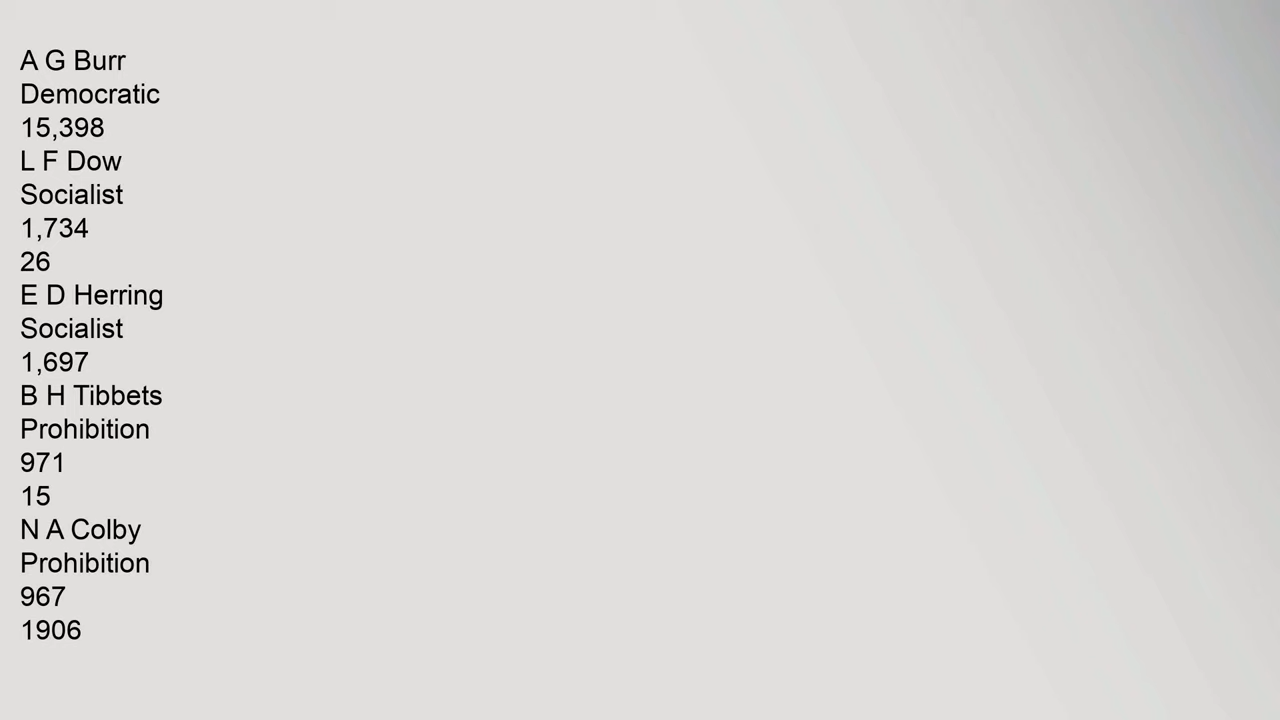 A G Burr
Democratic
15,398
L F Dow
Socialist
1,734
26
E D Herring
Socialist
1,697
B H Tibbets
Prohibition
971
15
N A Colby
Prohibition
967
1906